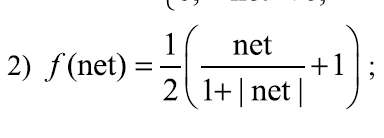 2) f(net) = 1/2 ( net / (1+| net |) +1 ) ;